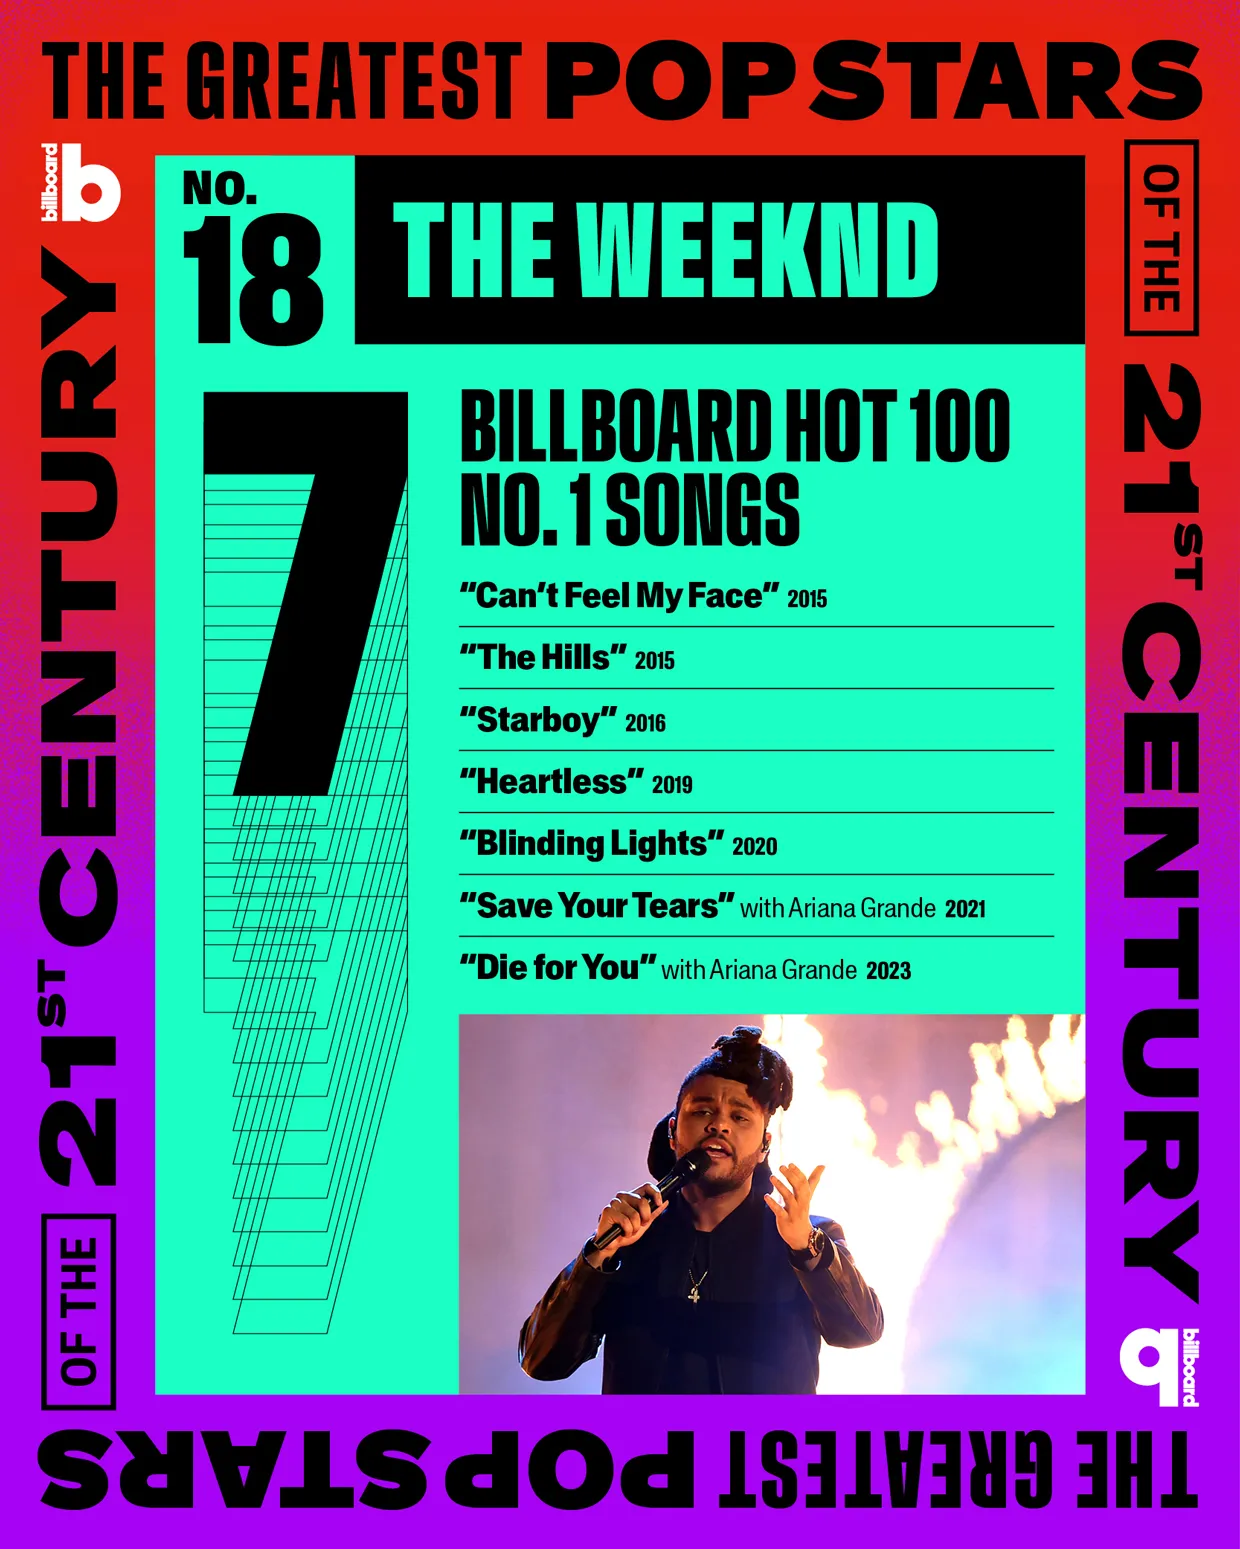 THE GREATEST POP STARS
OF THE
21ST CENTURY
billboard b
NO.
18
THE WEEKND
7
BILLBOARD HOT 100
NO. 1 SONGS
“Can’t Feel My Face” 2015
“The Hills” 2015
“Starboy” 2016
“Heartless” 2019
“Blinding Lights” 2020
“Save Your Tears” with Ariana Grande 2021
“Die for You” with Ariana Grande 2023
billboard b
THE GREATEST POP STARS
OF THE
21ST CENTURY